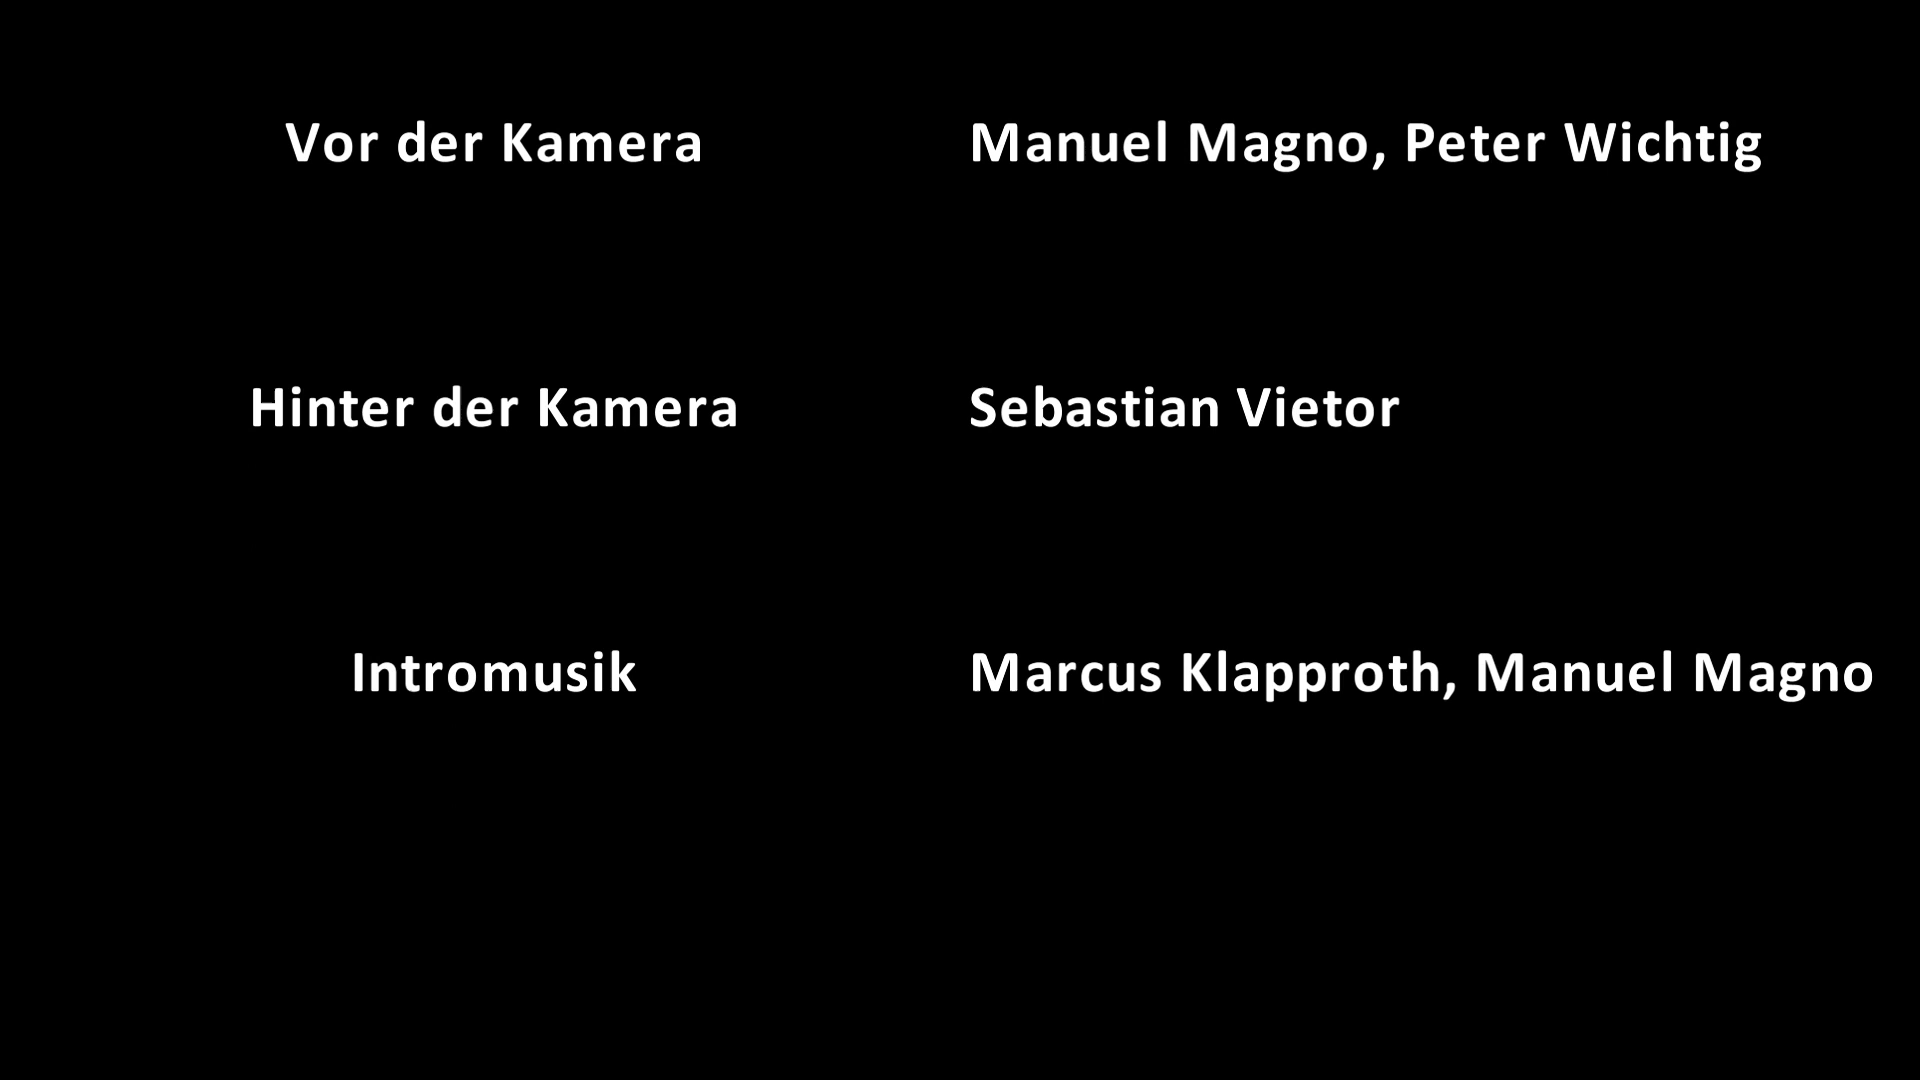 Vor der Kamera Manuel Magno, Peter Wichtig
Hinter der Kamera Sebastian Vietor
Intromusik Marcus Klapproth, Manuel Magno